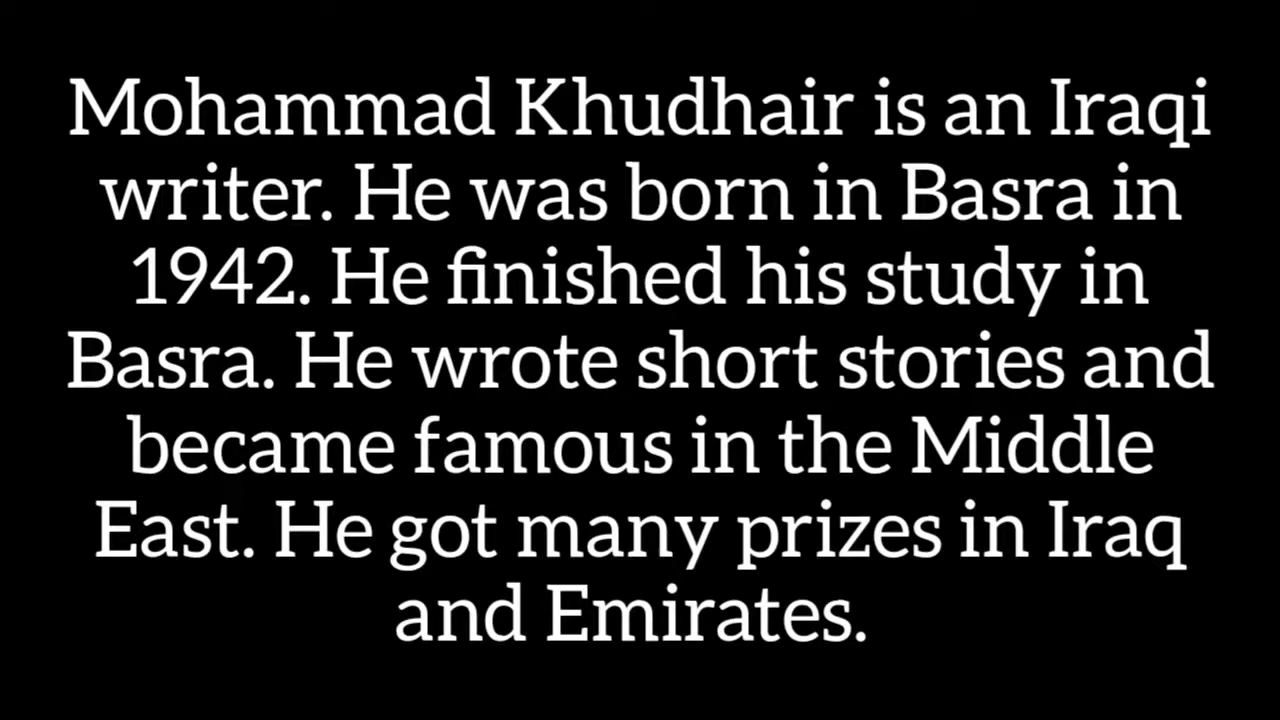 Mohammad Khudhair is an Iraqi
writer. He was born in Basra in
1942. He finished his study in
Basra. He wrote short stories and
became famous in the Middle
East. He got many prizes in Iraq
and Emirates.